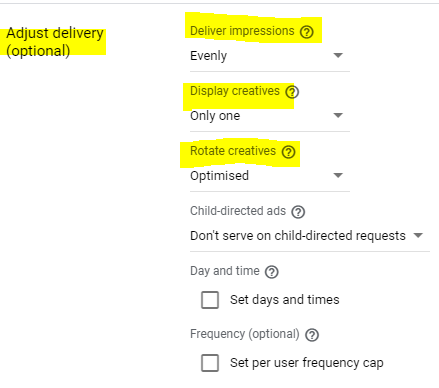 Adjust delivery
(optional)
Deliver impressions
Evenly
Display creatives
Only one
Rotate creatives
Optimised
Child-directed ads
Don't serve on child-directed requests
Day and time
Set days and times
Frequency (optional)
Set per user frequency cap